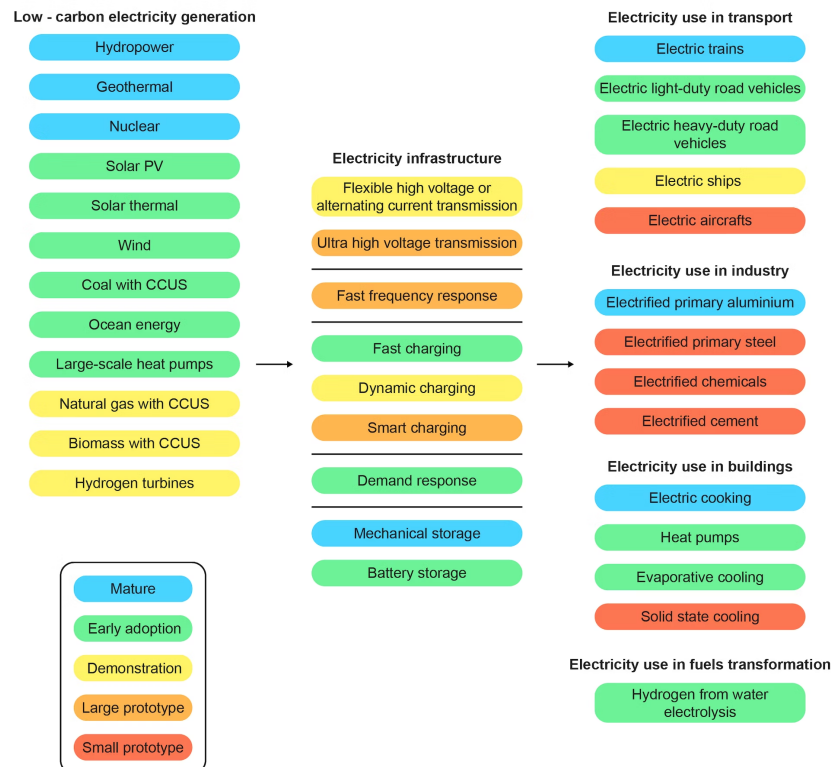 Low - carbon electricity generation
Hydropower
Geothermal
Nuclear
Solar PV
Solar thermal
Wind
Coal with CCUS
Ocean energy
Large-scale heat pumps
Natural gas with CCUS
Biomass with CCUS
Hydrogen turbines
Mature
Early adoption
Demonstration
Large prototype
Small prototype
Electricity infrastructure
Flexible high voltage or
alternating current transmission
Ultra high voltage transmission
Fast frequency response
Fast charging
Dynamic charging
Smart charging
Demand response
Mechanical storage
Battery storage
Electricity use in transport
Electric trains
Electric light-duty road vehicles
Electric heavy-duty road
vehicles
Electric ships
Electric aircrafts
Electricity use in industry
Electrified primary aluminium
Electrified primary steel
Electrified chemicals
Electrified cement
Electricity use in buildings
Electric cooking
Heat pumps
Evaporative cooling
Solid state cooling
Electricity use in fuels transformation
Hydrogen from water
electrolysis